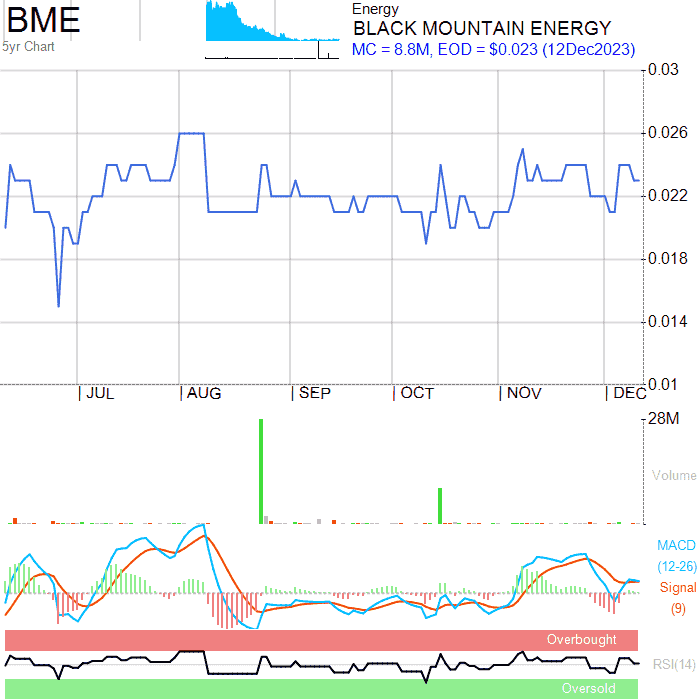 BME
5yr Chart
Energy
BLACK MOUNTAIN ENERGY
MC = 8.8M, EOD = $0.023 (12Dec2023)
0.03
0.026
0.022
0.018
0.014
0.01
| JUL | AUG | SEP | OCT | NOV | DEC
28M
Volume
MACD
(12-26)
Signal
(9)
Overbought
RSI(14)
Oversold